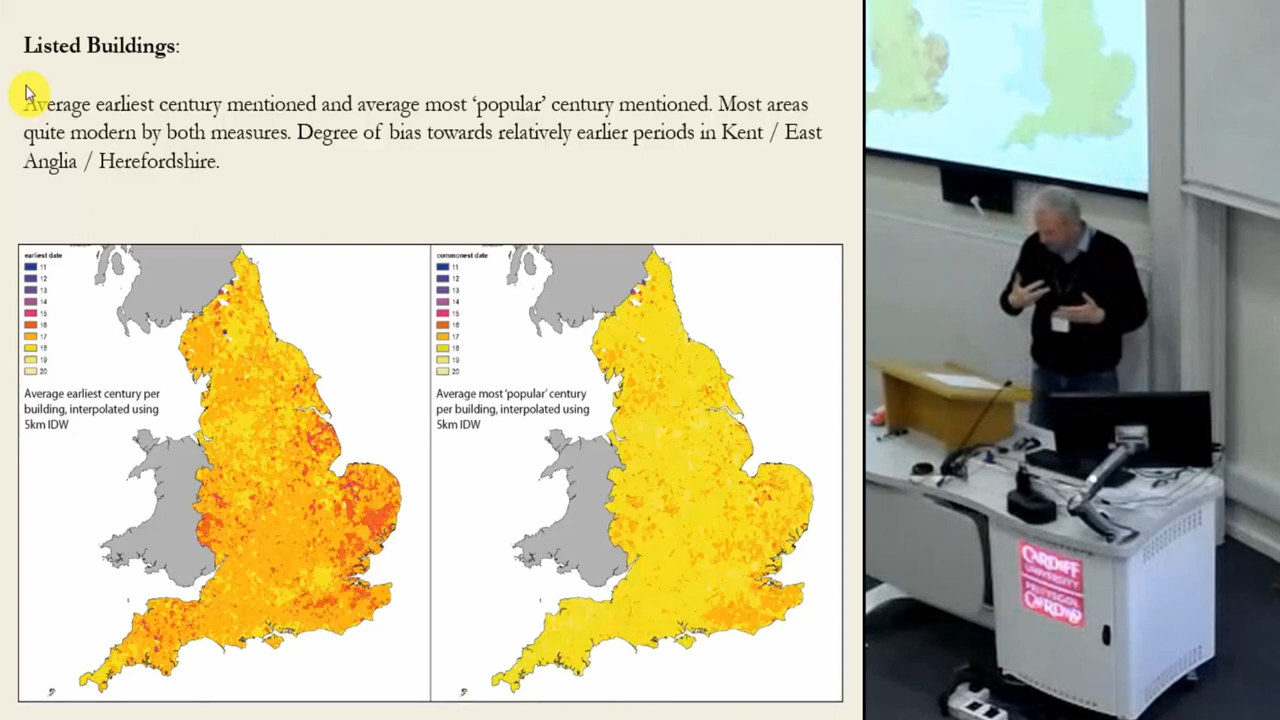 Listed Buildings:
Average earliest century mentioned and average most ‘popular’ century mentioned. Most areas
quite modern by both measures. Degree of bias towards relatively earlier periods in Kent / East
Anglia / Herefordshire.
earliest date
11
12
13
14
15
16
17
18
19
20
Average earliest century per
building, interpolated using
5km IDW
commonest date
11
12
13
14
15
16
17
18
19
20
Average most ‘popular’ century
per building, interpolated using
5km IDW
CARDIFF
UNIVERSITY
PRIFYSGOL
CAERDYDD